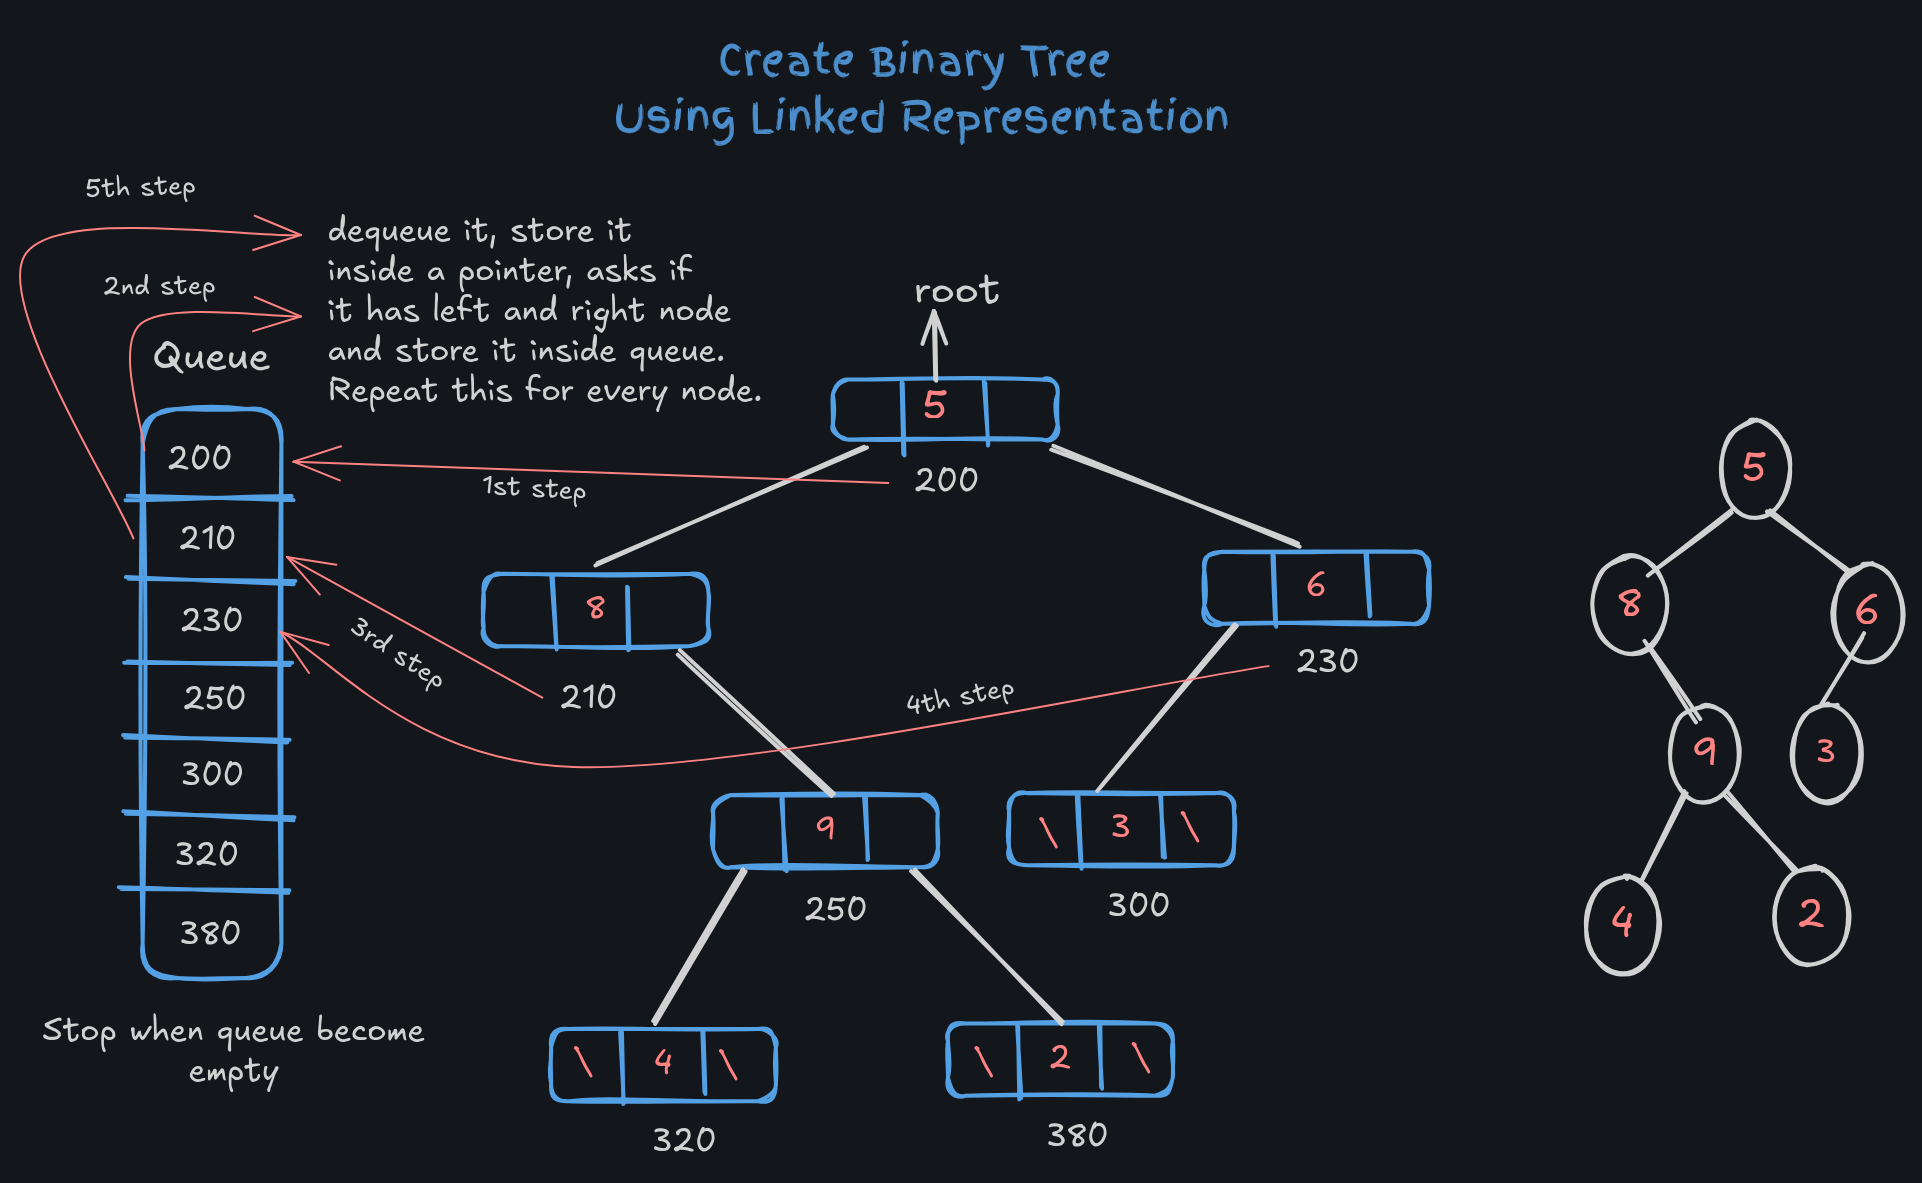 Create Binary Tree
Using Linked Representation
5th step
dequeue it, store it
inside a pointer, asks if
it has left and right node
and store it inside queue.
Repeat this for every node.
2nd step
Queue
200
210
230
250
300
320
380
Stop when queue become
empty
root
5
200
1st step
8
210
3rd step
6
230
4th step
9
250
\ 3 \
300
\ 4 \
320
\ 2 \
380
5
8
6
9
3
4
2